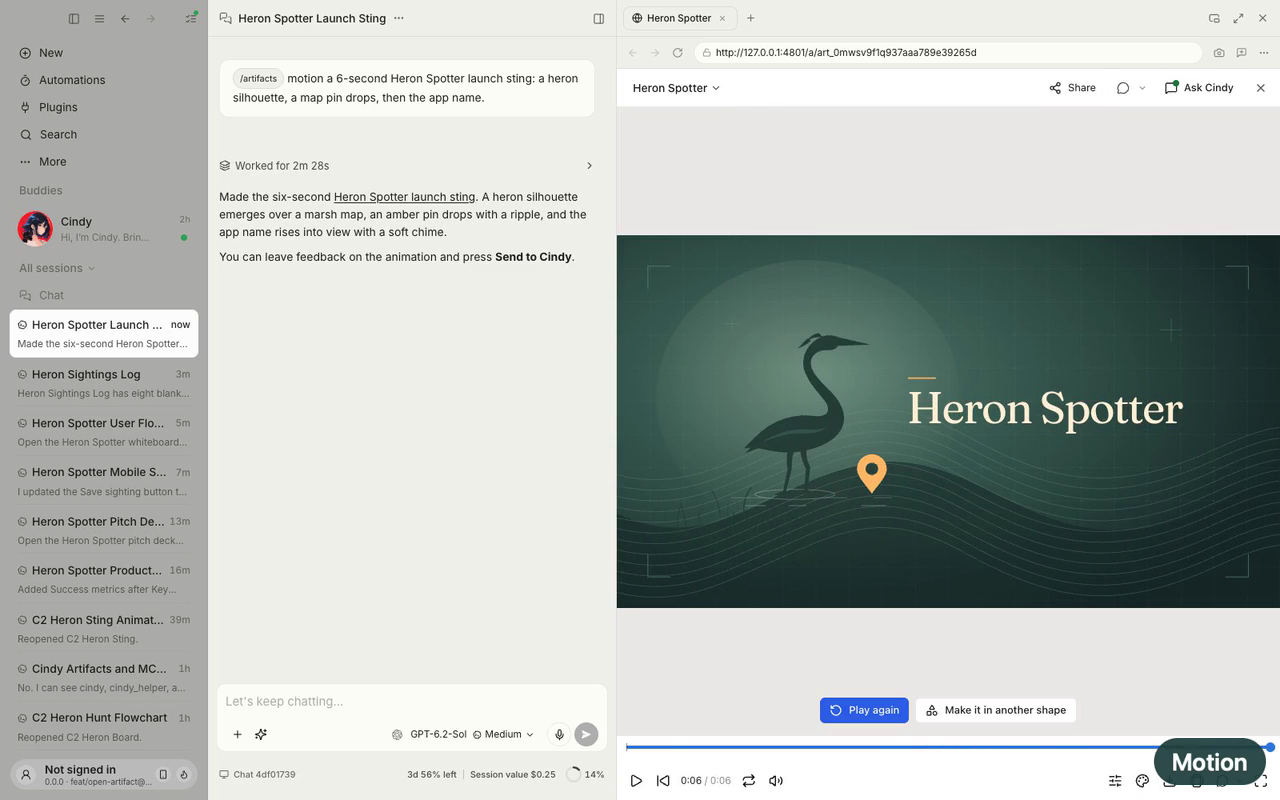 New
Automations
Plugins
Search
More
Buddies
Cindy
2h
Hi, I'm Cindy. Brin...
All sessions
Chat
Heron Spotter Launch ...
now
Made the six-second Heron Spotter...
Heron Sightings Log
3m
Heron Sightings Log has eight blank...
Heron Spotter User Flo...
5m
Open the Heron Spotter whiteboard...
Heron Spotter Mobile S...
7m
I updated the Save sighting button t...
Heron Spotter Pitch De...
13m
Open the Heron Spotter pitch deck...
Heron Spotter Product...
16m
Added Success metrics after Key...
C2 Heron Sting Animat...
39m
Reopened C2 Heron Sting.
Cindy Artifacts and MC...
1h
No. I can see cindy, cindy_helper, a...
C2 Heron Hunt Flowchart
1h
Reopened C2 Heron Board.
Not signed in
0.0.0 · feat/open-artifact@...
Heron Spotter Launch Sting
/artifacts motion a 6-second Heron Spotter launch sting: a heron
silhouette, a map pin drops, then the app name.
Worked for 2m 28s
Made the six-second Heron Spotter launch sting. A heron silhouette
emerges over a marsh map, an amber pin drops with a ripple, and the
app name rises into view with a soft chime.
You can leave feedback on the animation and press Send to Cindy.
Let's keep chatting...
GPT-6.2-Sol
Medium
Chat 4df01739
3d 56% left
Session value $0.25
14%
Heron Spotter
http://127.0.0.1:4801/a/art_0mwsv9f1q937aaa789e39265d
Heron Spotter
Share
Ask Cindy
Heron Spotter
Play again
Make it in another shape
0:06 / 0:06
Motion